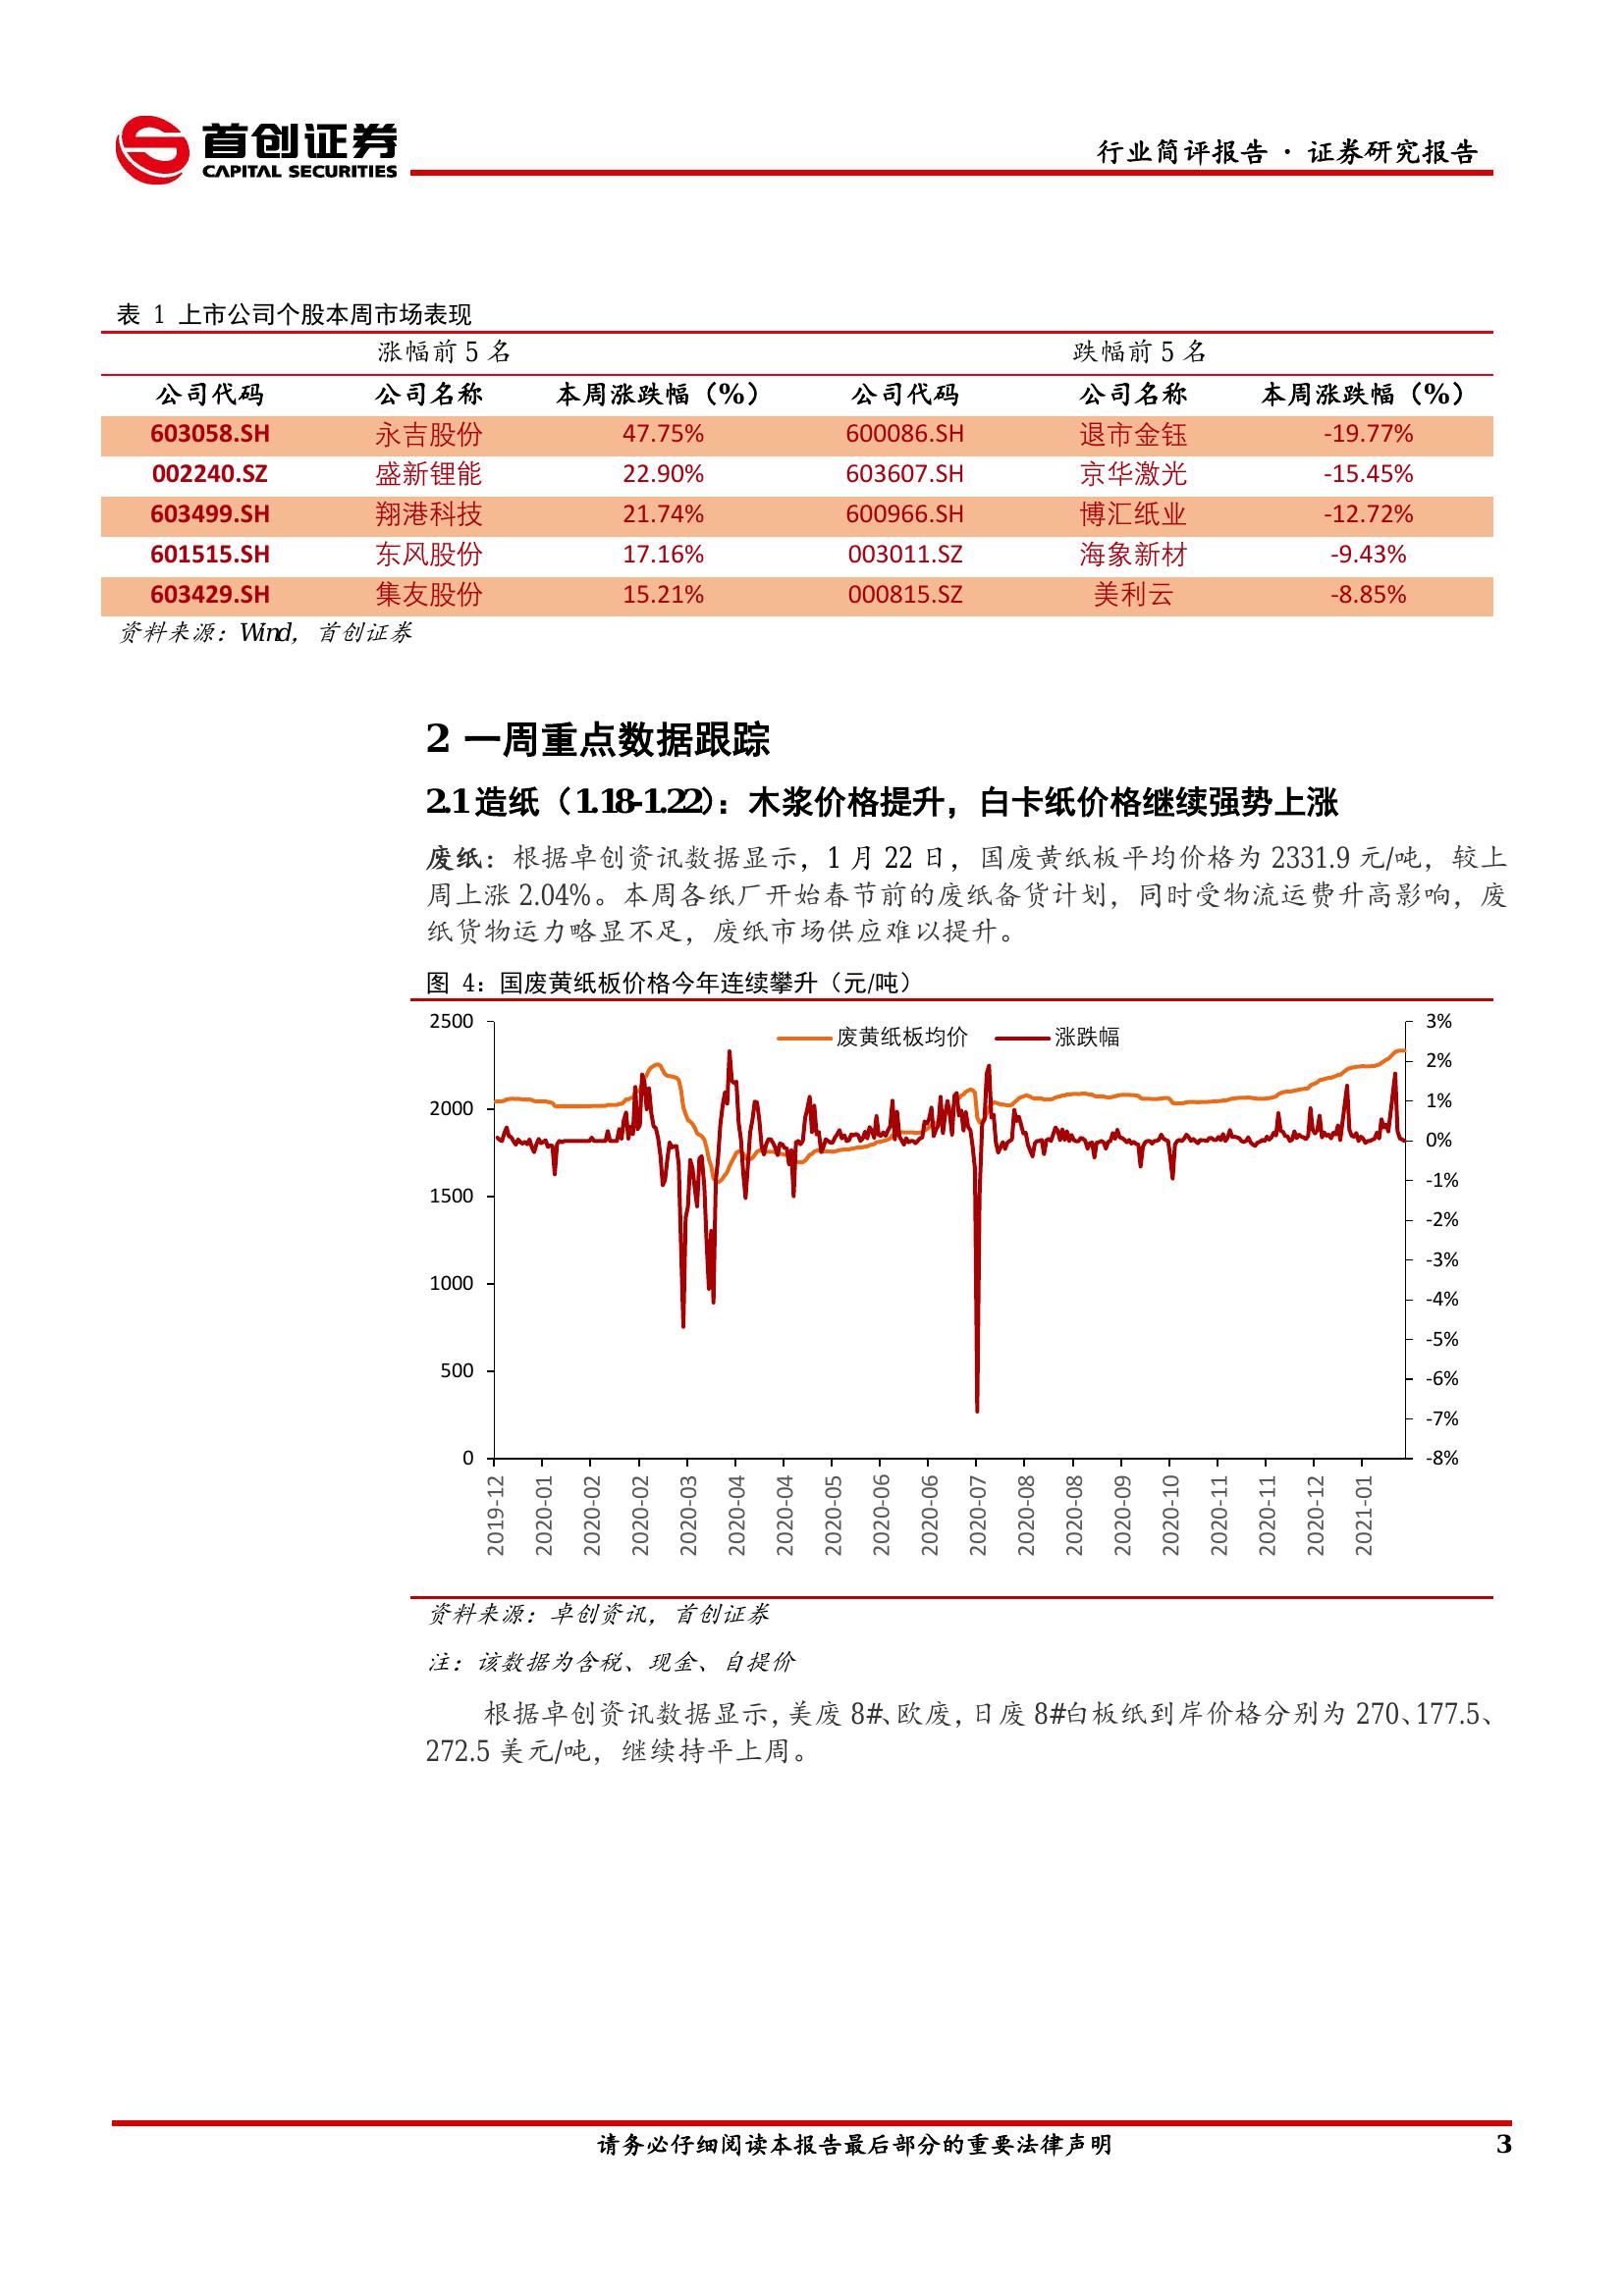 首创证券
CAPITAL SECURITIES
行业简评报告 · 证券研究报告
表 1 上市公司个股本周市场表现
涨幅前 5 名 跌幅前 5 名
公司代码 公司名称 本周涨跌幅（%） 公司代码 公司名称 本周涨跌幅（%）
603058.SH 永吉股份 47.75% 600086.SH 退市金钰 -19.77%
002240.SZ 盛新锂能 22.90% 603607.SH 京华激光 -15.45%
603499.SH 翔港科技 21.74% 600966.SH 博汇纸业 -12.72%
601515.SH 东风股份 17.16% 003011.SZ 海象新材 -9.43%
603429.SH 集友股份 15.21% 000815.SZ 美利云 -8.85%
资料来源：Wind，首创证券
2 一周重点数据跟踪
2.1 造纸（1.18-1.22）：木浆价格提升，白卡纸价格继续强势上涨
废纸：根据卓创资讯数据显示，1 月 22 日，国废黄纸板平均价格为 2331.9 元/吨，较上
周上涨 2.04%。本周各纸厂开始春节前的废纸备货计划，同时受物流运费升高影响，废
纸货物运力略显不足，废纸市场供应难以提升。
图 4：国废黄纸板价格今年连续攀升（元/吨）
废黄纸板均价 涨跌幅
2500
2000
1500
1000
500
0
3%
2%
1%
0%
-1%
-2%
-3%
-4%
-5%
-6%
-7%
-8%
2019-12
2020-01
2020-02
2020-02
2020-03
2020-04
2020-04
2020-05
2020-06
2020-06
2020-07
2020-08
2020-08
2020-09
2020-10
2020-11
2020-11
2020-12
2021-01
资料来源：卓创资讯，首创证券
注：该数据为含税、现金、自提价
根据卓创资讯数据显示，美废 8#、欧废，日废 8#白板纸到岸价格分别为 270、177.5、
272.5 美元/吨，继续持平上周。
请务必仔细阅读本报告最后部分的重要法律声明
3